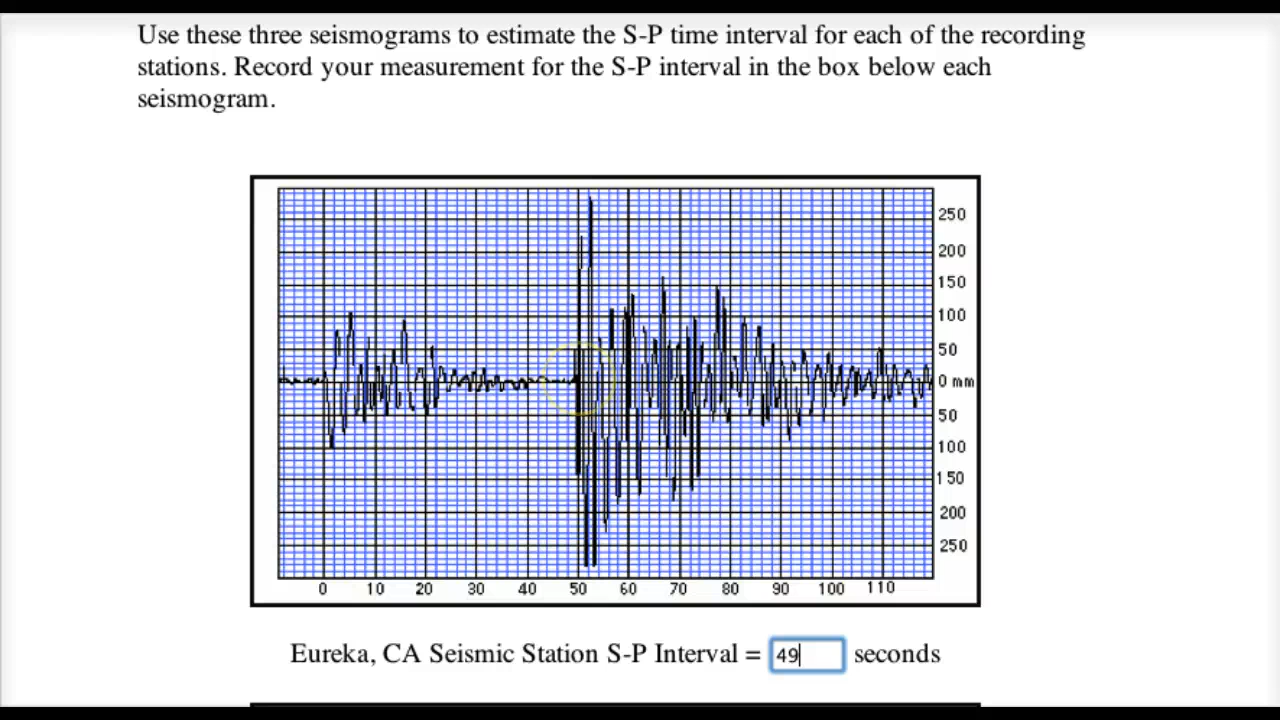 Use these three seismograms to estimate the S-P time interval for each of the recording
stations. Record your measurement for the S-P interval in the box below each
seismogram.
250
200
150
100
50
0 mm
50
100
150
200
250
0 10 20 30 40 50 60 70 80 90 100 110
Eureka, CA Seismic Station S-P Interval = 49 seconds